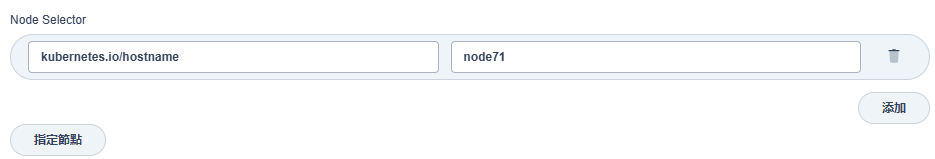 Node Selector
kubernetes.io/hostname node71
添加
指定節點